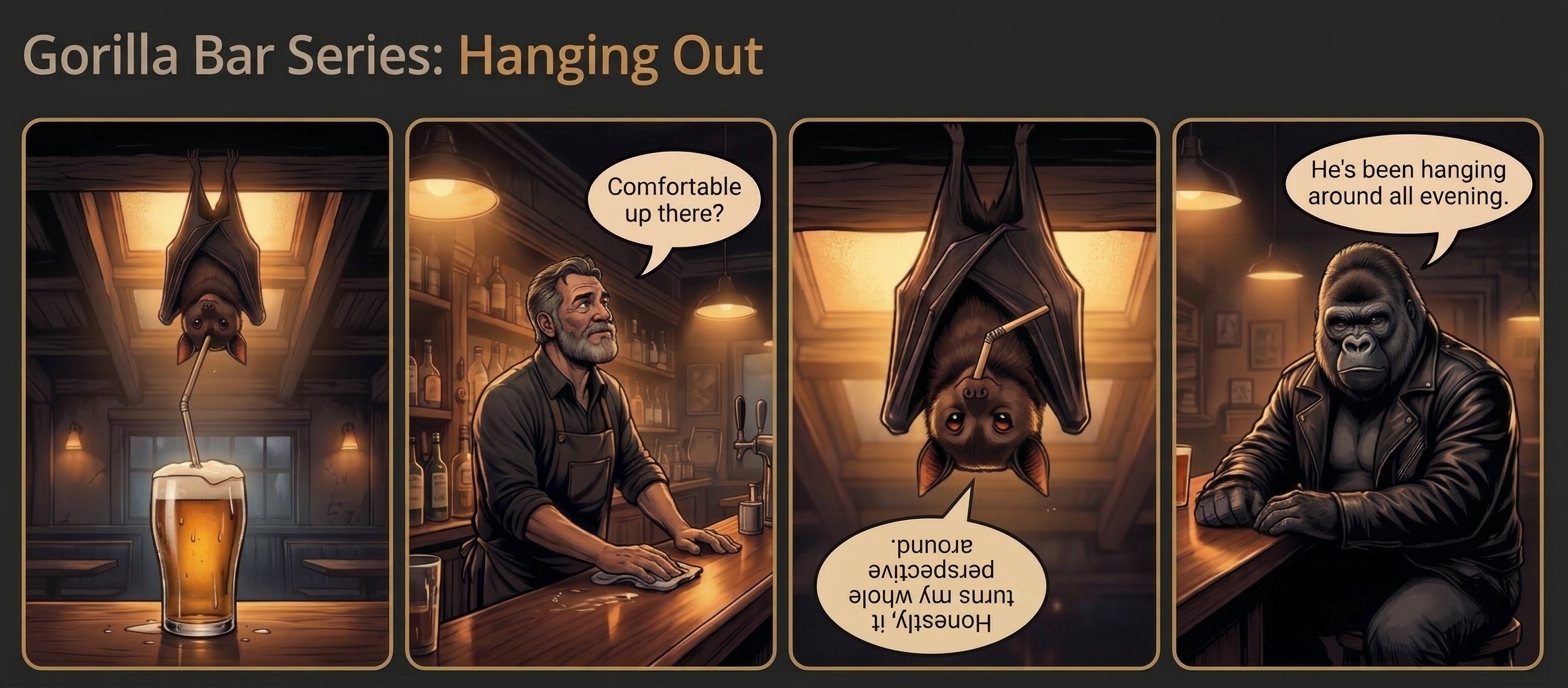 Gorilla Bar Series: Hanging Out
Comfortable
up there?
Honestly, it
turns my whole
perspective
around.
He's been hanging
around all evening.